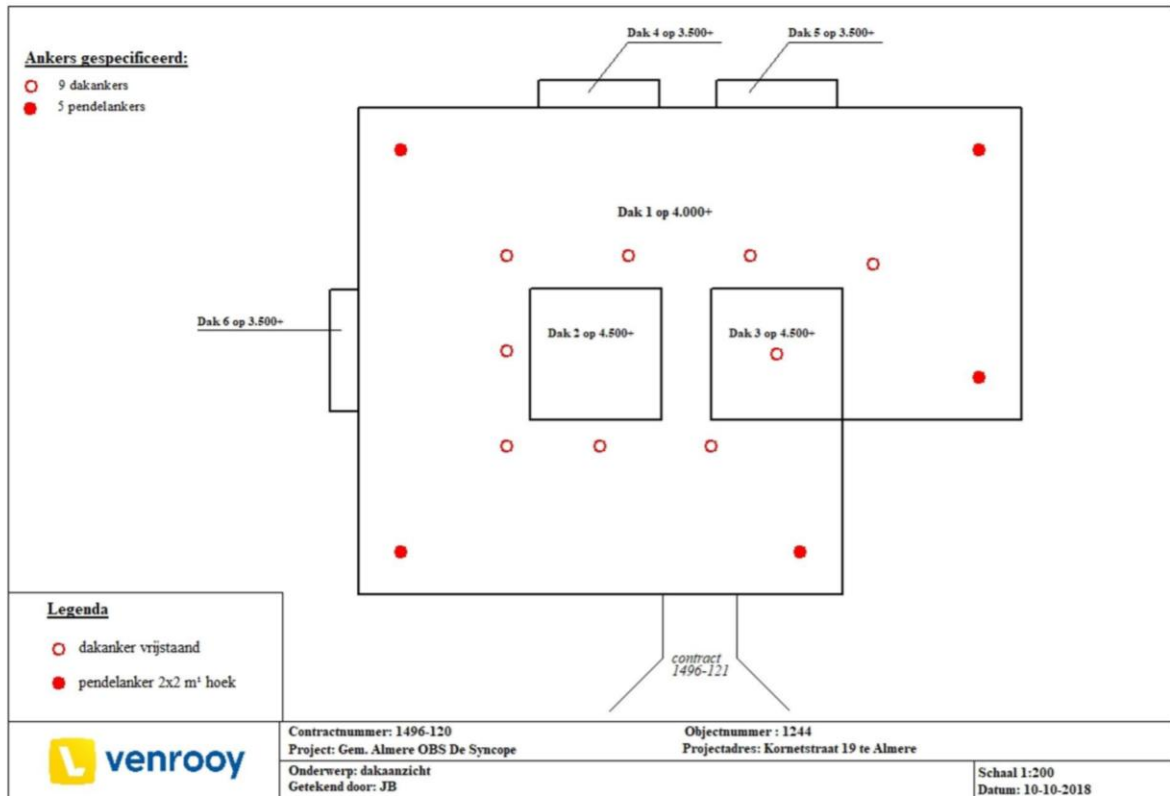 Ankers gespecificeerd:
9 dakankers
5 pendelankers
Dak 4 op 3.500+
Dak 5 op 3.500+
Dak 1 op 4.000+
Dak 6 op 3.500+
Dak 2 op 4.500+
Dak 3 op 4.500+
contract
1496-121
Legenda
dakanker vrijstaand
pendelanker 2x2 m¹ hoek
venrooy
Contractnummer: 1496-120
Project: Gem. Almere OBS De Syncope
Objectnummer : 1244
Projectadres: Kornetstraat 19 te Almere
Onderwerp: dakaanzicht
Getekend door: JB
Schaal 1:200
Datum: 10-10-2018